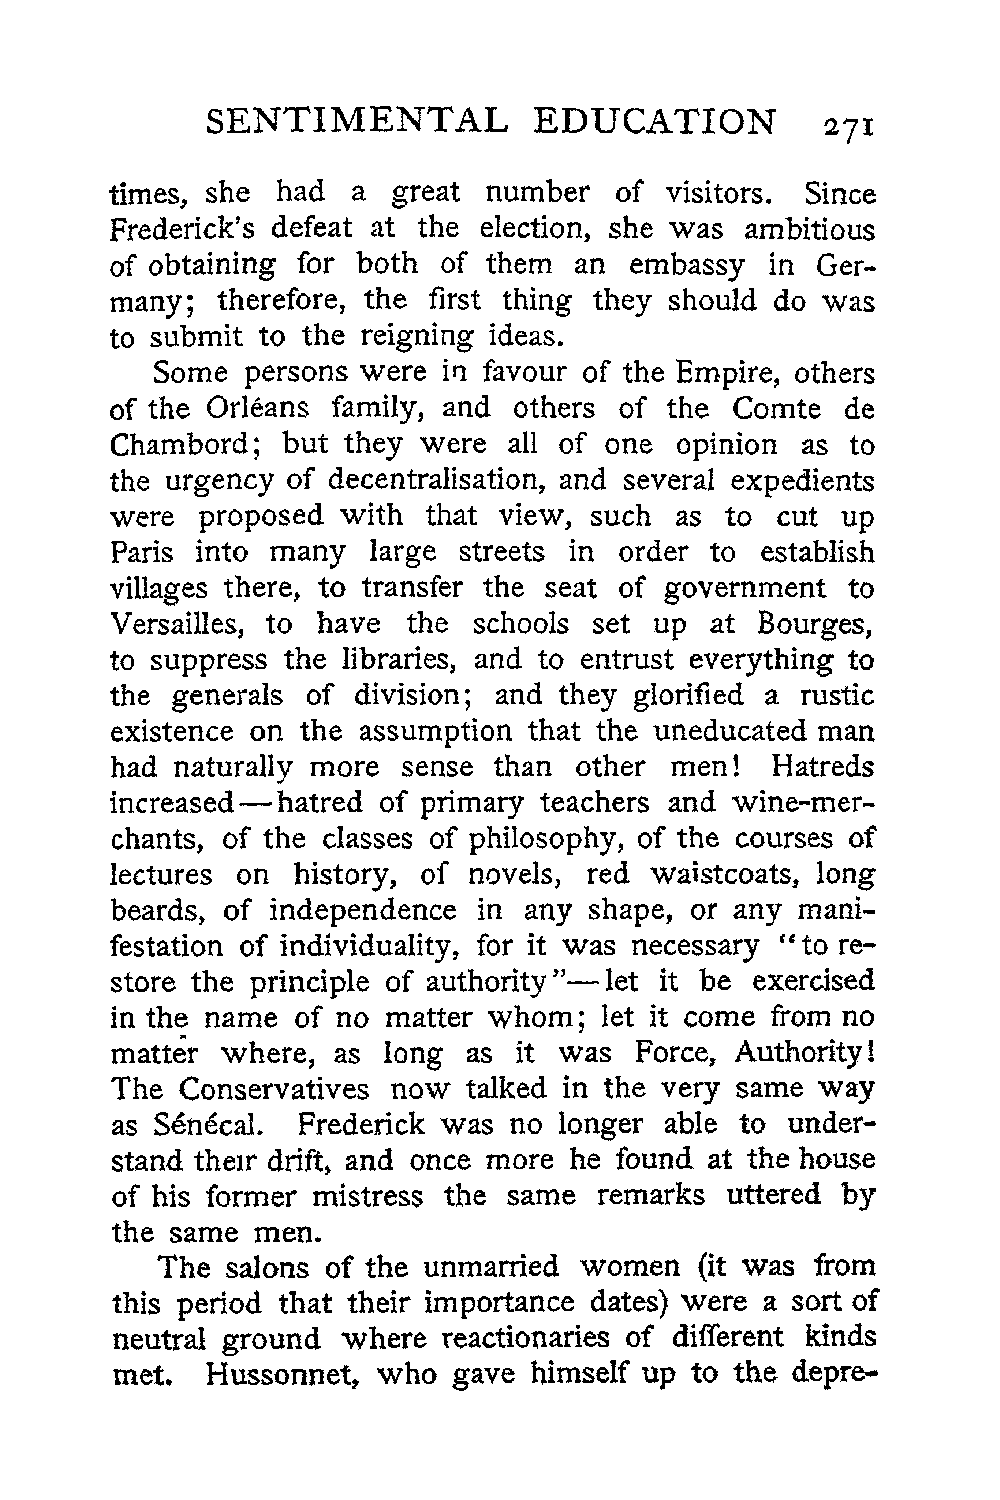 SENTIMENTAL EDUCATION 271
times, she had a great number of visitors. Since
Frederick's defeat at the election, she was ambitious
of obtaining for both of them an embassy in Ger-
many; therefore, the first thing they should do was
to submit to the reigning ideas.
Some persons were in favour of the Empire, others
of the Orléans family, and others of the Comte de
Chambord; but they were all of one opinion as to
the urgency of decentralisation, and several expedients
were proposed with that view, such as to cut up
Paris into many large streets in order to establish
villages there, to transfer the seat of government to
Versailles, to have the schools set up at Bourges,
to suppress the libraries, and to entrust everything to
the generals of division; and they glorified a rustic
existence on the assumption that the uneducated man
had naturally more sense than other men! Hatreds
increased—hatred of primary teachers and wine-mer-
chants, of the classes of philosophy, of the courses of
lectures on history, of novels, red waistcoats, long
beards, of independence in any shape, or any mani-
festation of individuality, for it was necessary "to re-
store the principle of authority"—let it be exercised
in the name of no matter whom; let it come from no
matter where, as long as it was Force, Authority!
The Conservatives now talked in the very same way
as Sénécal. Frederick was no longer able to under-
stand their drift, and once more he found at the house
of his former mistress the same remarks uttered by
the same men.
The salons of the unmarried women (it was from
this period that their importance dates) were a sort of
neutral ground where reactionaries of different kinds
met. Hussonnet, who gave himself up to the depre-